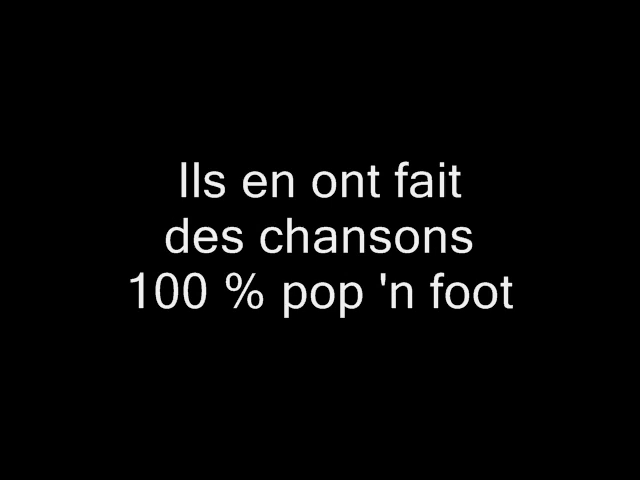 Ils en ont fait
des chansons
100 % pop 'n foot